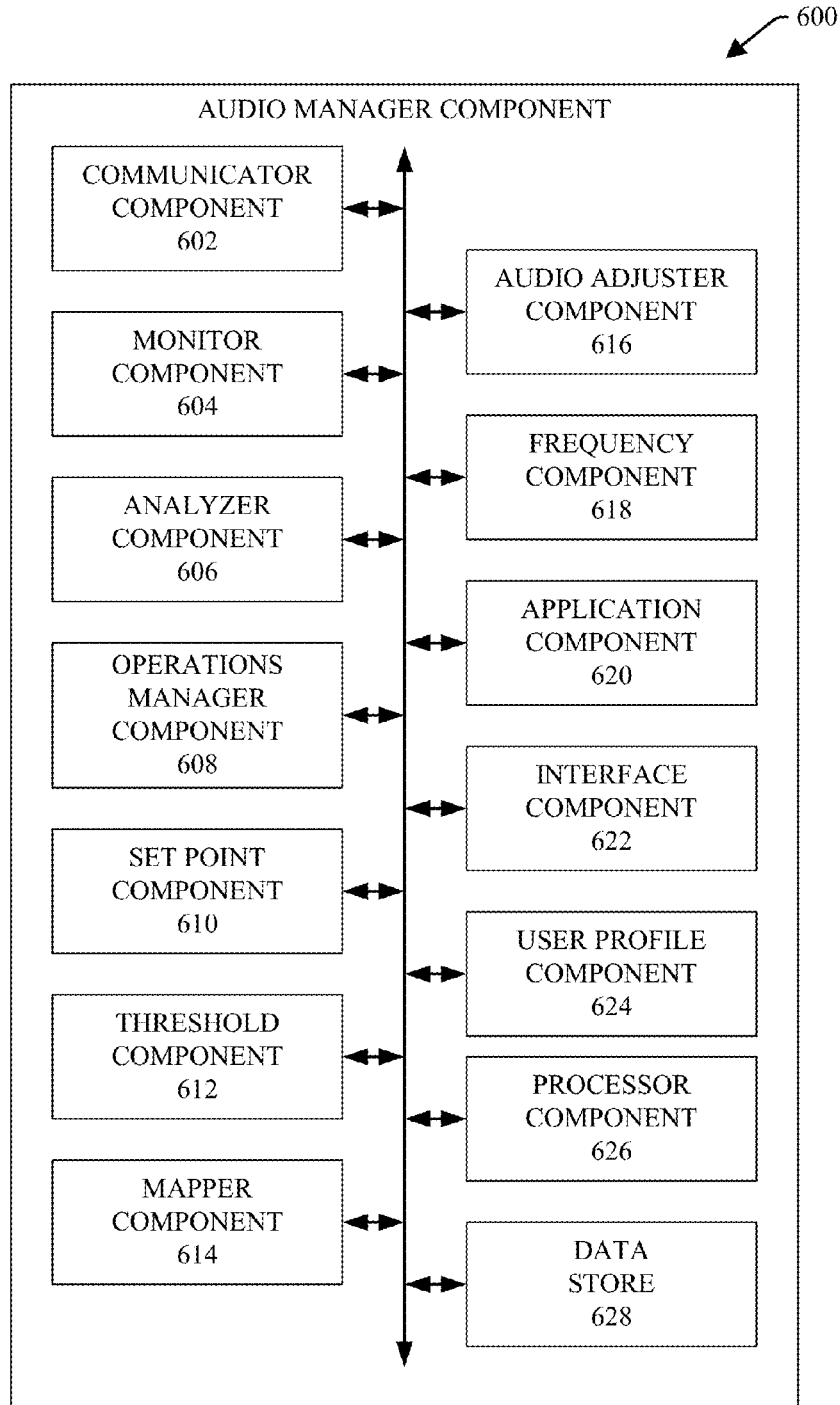 600
AUDIO MANAGER COMPONENT
COMMUNICATOR
COMPONENT
602
MONITOR
COMPONENT
604
ANALYZER
COMPONENT
606
OPERATIONS
MANAGER
COMPONENT
608
SET POINT
COMPONENT
610
THRESHOLD
COMPONENT
612
MAPPER
COMPONENT
614
AUDIO ADJUSTER
COMPONENT
616
FREQUENCY
COMPONENT
618
APPLICATION
COMPONENT
620
INTERFACE
COMPONENT
622
USER PROFILE
COMPONENT
624
PROCESSOR
COMPONENT
626
DATA
STORE
628